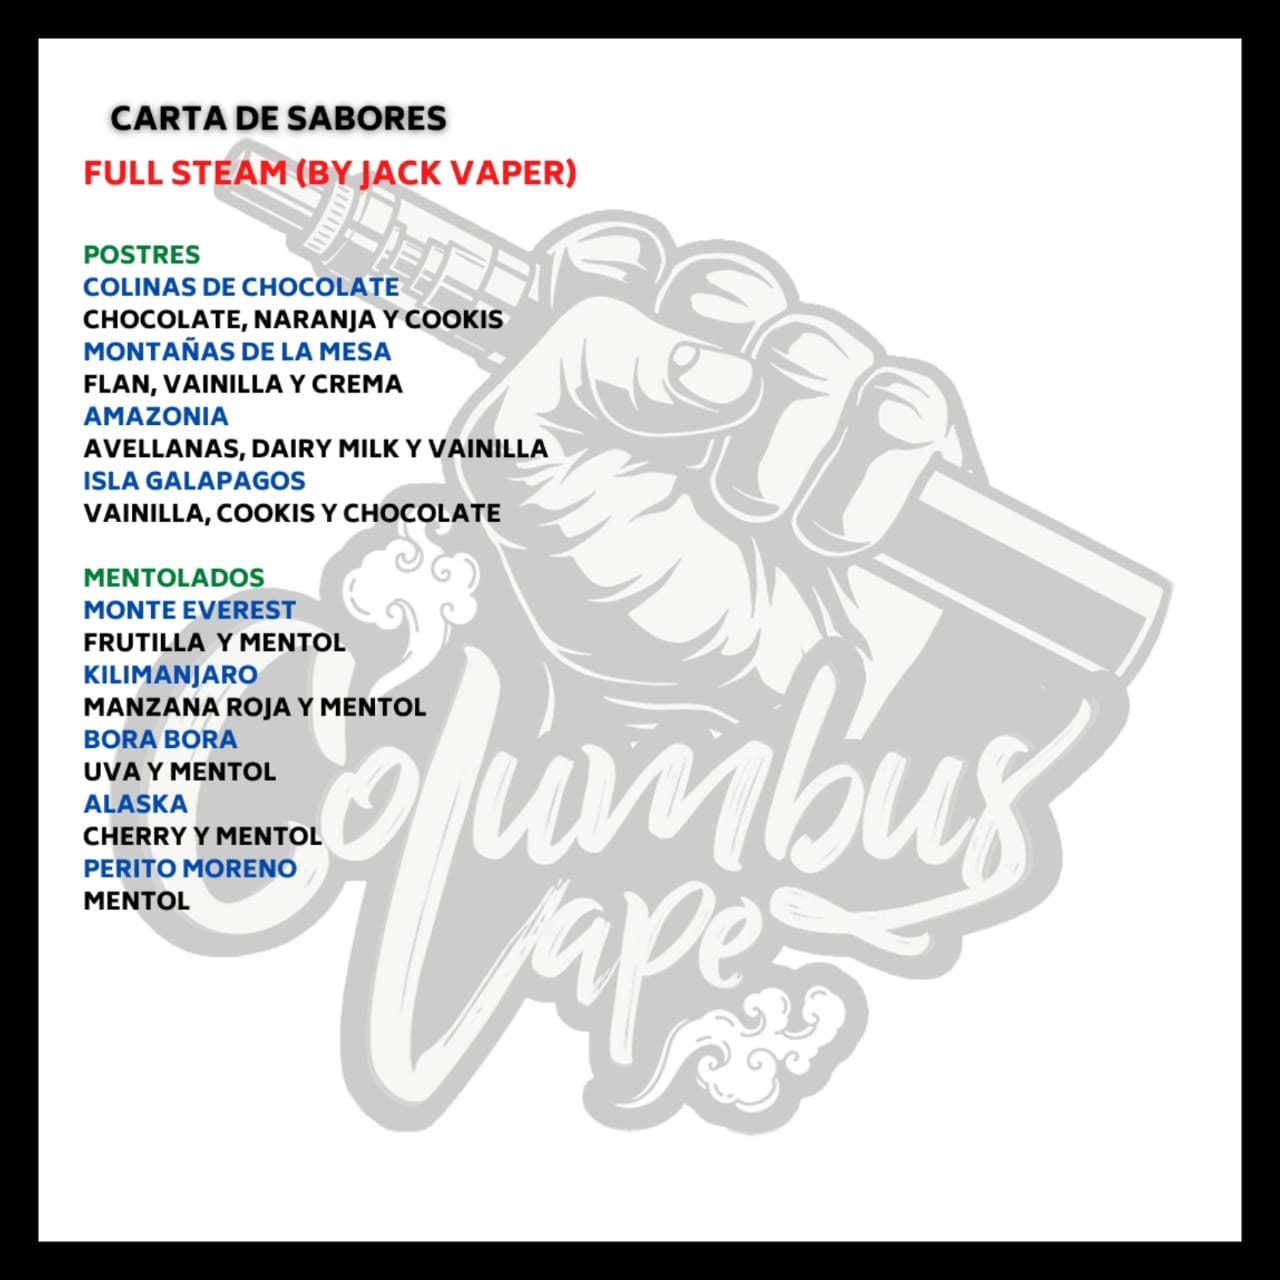 CARTA DE SABORES
FULL STEAM (BY JACK VAPER)
POSTRES
COLINAS DE CHOCOLATE
CHOCOLATE, NARANJA Y COOKIS
MONTAÑAS DE LA MESA
FLAN, VAINILLA Y CREMA
AMAZONIA
AVELLANAS, DAIRY MILK Y VAINILLA
ISLA GALAPAGOS
VAINILLA, COOKIS Y CHOCOLATE
MENTOLADOS
MONTE EVEREST
FRUTILLA Y MENTOL
KILIMANJARO
MANZANA ROJA Y MENTOL
BORA BORA
UVA Y MENTOL
ALASKA
CHERRY Y MENTOL
PERITO MORENO
MENTOL
Columbus
Vape